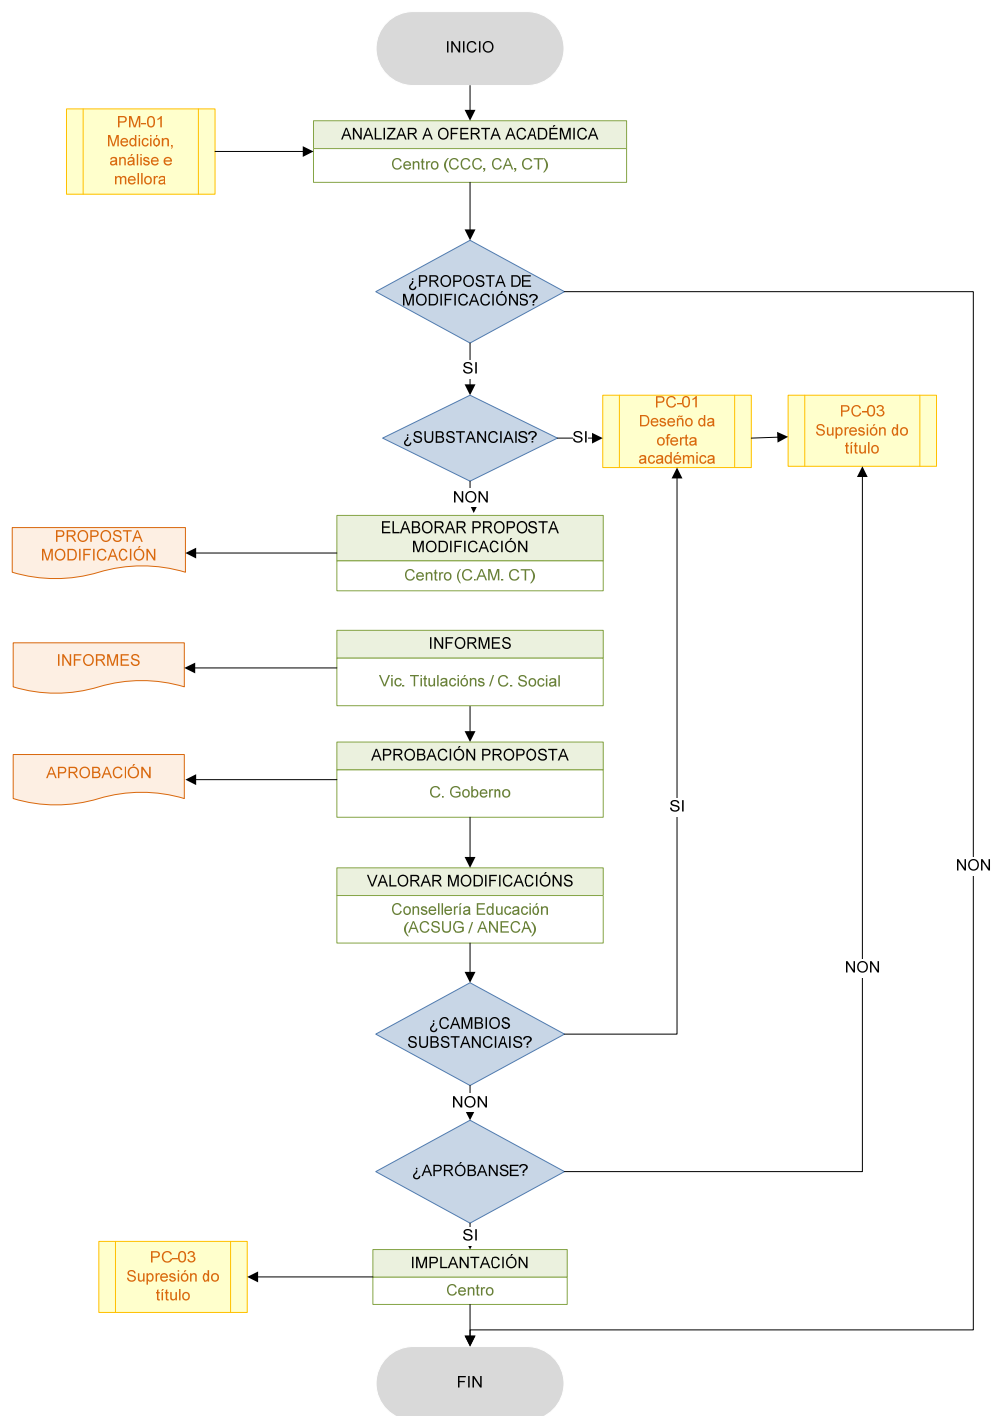 INICIO
PM-01
Medición,
análise e
mellora
ANALIZAR A OFERTA ACADÉMICA
Centro (CCC, CA, CT)
¿PROPOSTA DE
MODIFICACIÓNS?
SI
¿SUBSTANCIAIS?
SI
PC-01
Deseño da
oferta
académica
PC-03
Supresión do
título
NON
ELABORAR PROPOSTA
MODIFICACIÓN
Centro (C.AM. CT)
PROPOSTA
MODIFICACIÓN
INFORMES
Vic. Titulacións / C. Social
INFORMES
APROBACIÓN PROPOSTA
C. Goberno
APROBACIÓN
SI
NON
VALORAR MODIFICACIÓNS
Consellería Educación
(ACSUG / ANECA)
NON
¿CAMBIOS
SUBSTANCIAIS?
NON
¿APRÓBANSE?
SI
PC-03
Supresión do
título
IMPLANTACIÓN
Centro
FIN